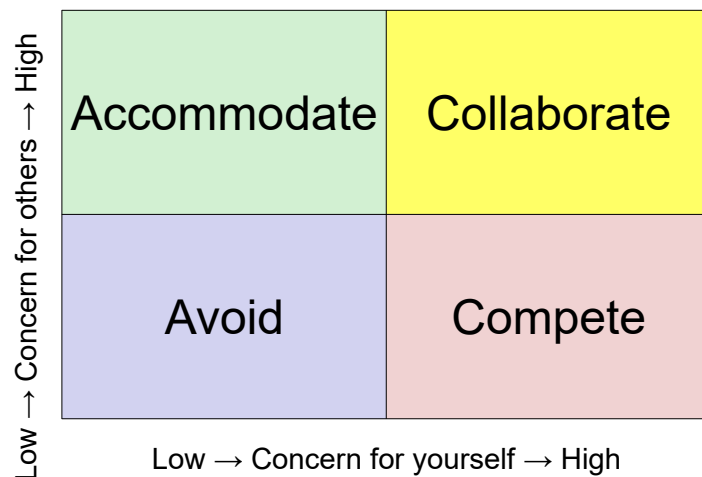 Low → Concern for others → High
Accommodate
Collaborate
Avoid
Compete
Low → Concern for yourself → High